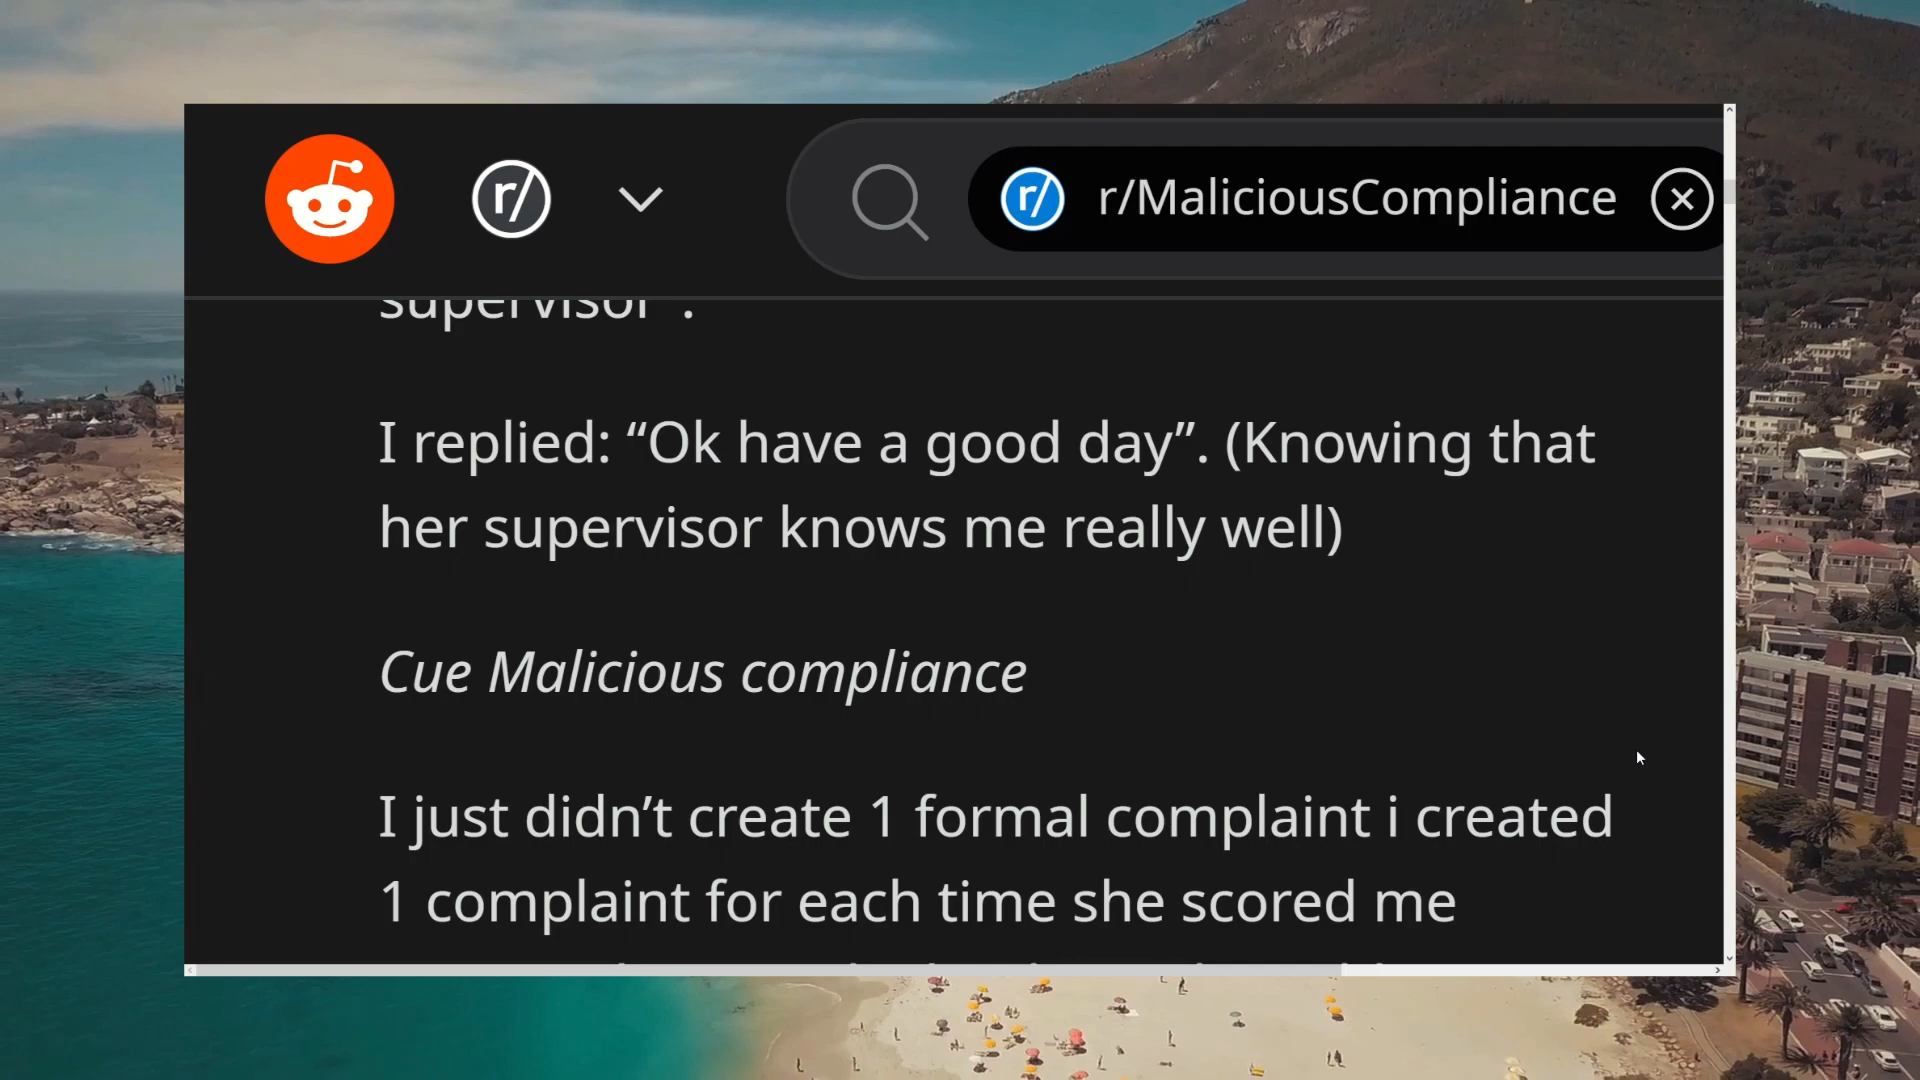 r/
r/ r/MaliciousCompliance
supervisor".
I replied: “Ok have a good day”. (Knowing that
her supervisor knows me really well)
Cue Malicious compliance
I just didn’t create 1 formal complaint i created
1 complaint for each time she scored me